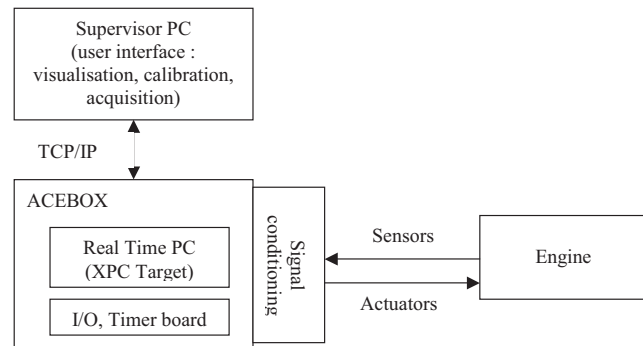 Supervisor PC
(user interface :
visualisation, calibration,
acquisition)
TCP/IP
ACEBOX
Real Time PC
(XPC Target)
I/O, Timer board
Signal
conditioning
Sensors
Actuators
Engine